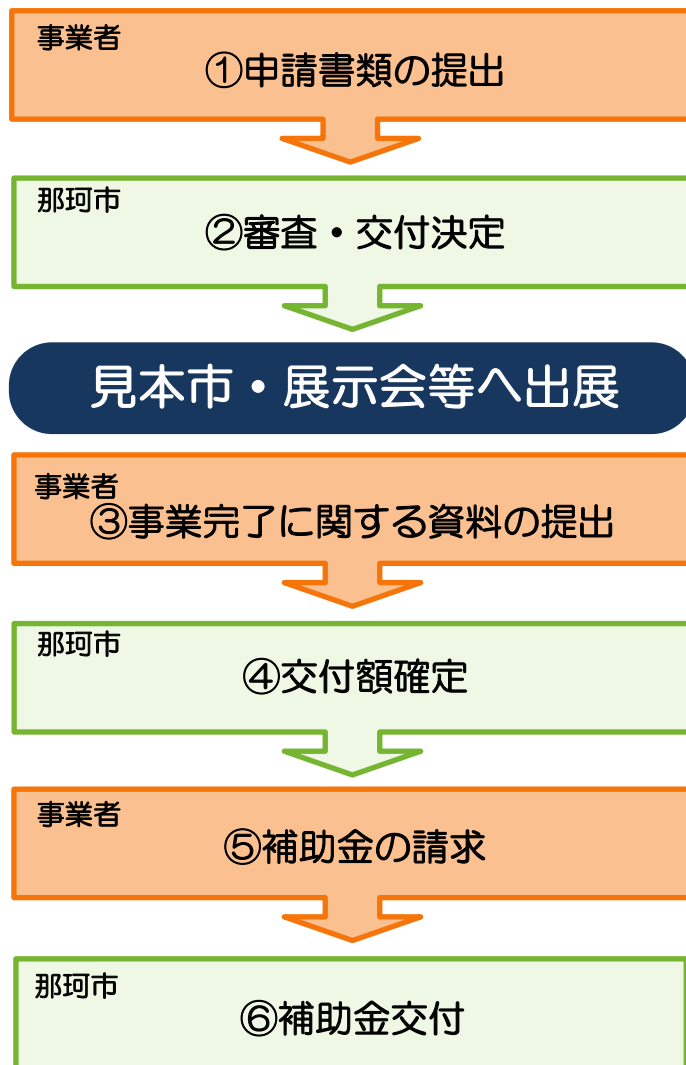 事業者
①申請書類の提出
那珂市
②審査・交付決定
見本市・展示会等へ出展
事業者
③事業完了に関する資料の提出
那珂市
④交付額確定
事業者
⑤補助金の請求
那珂市
⑥補助金交付